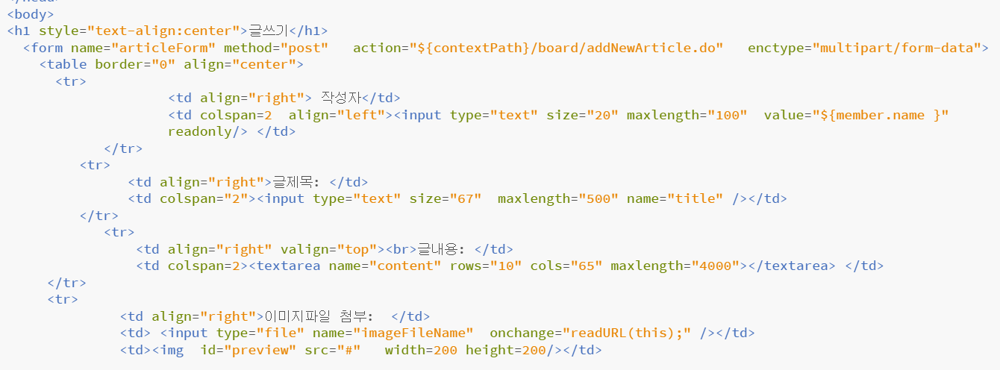 </head>
<body>
<h1 style="text-align:center">글쓰기</h1>
<form name="articleForm" method="post"   action="${contextPath}/board/addNewArticle.do"   enctype="multipart/form-data">
<table border="0" align="center">
<tr>
<td align="right"> 작성자</td>
<td colspan=2  align="left"><input type="text" size="20" maxlength="100"  value="${member.name }"
readonly/> </td>
</tr>
<tr>
<td align="right">글제목: </td>
<td colspan="2"><input type="text" size="67"  maxlength="500" name="title" /></td>
</tr>
<tr>
<td align="right" valign="top"><br>글내용: </td>
<td colspan=2><textarea name="content" rows="10" cols="65" maxlength="4000"></textarea> </td>
</tr>
<tr>
<td align="right">이미지파일 첨부:  </td>
<td> <input type="file" name="imageFileName"  onchange="readURL(this);" /></td>
<td><img  id="preview" src="#"   width=200 height=200/></td>